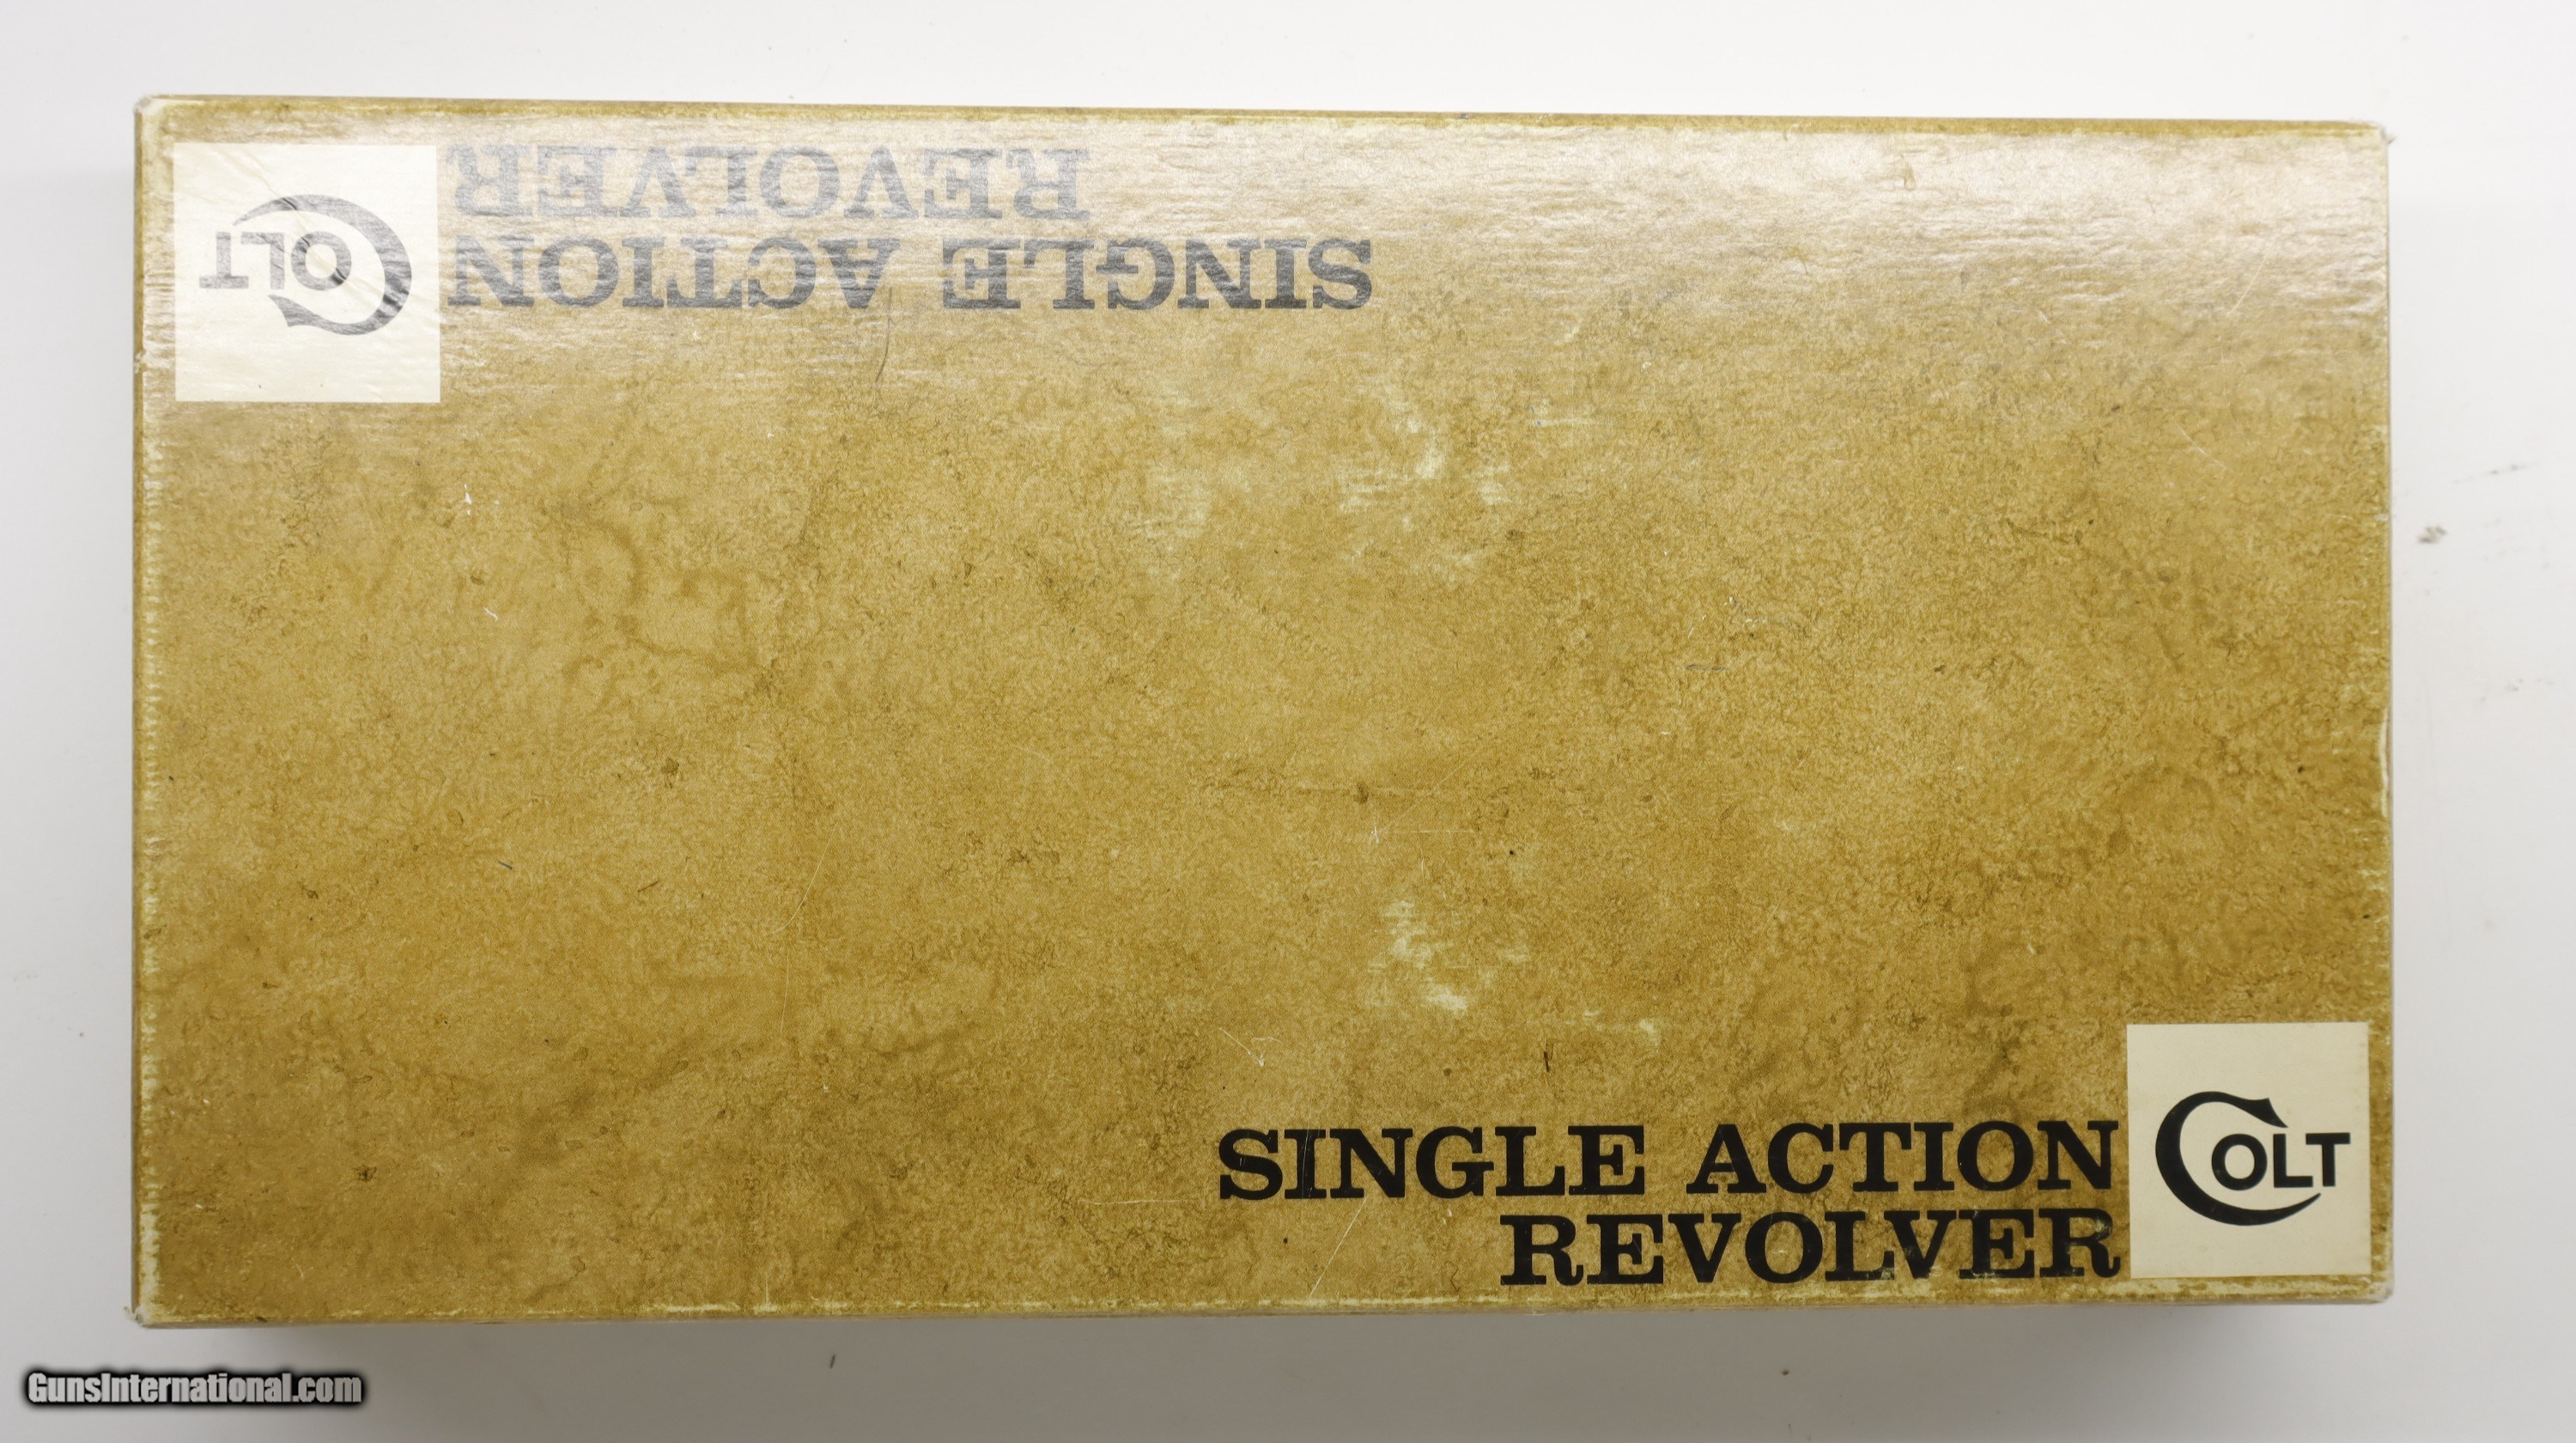 COLT
REVOLVER
SINGLE ACTION
SINGLE ACTION
REVOLVER
COLT
GunsInternational.com